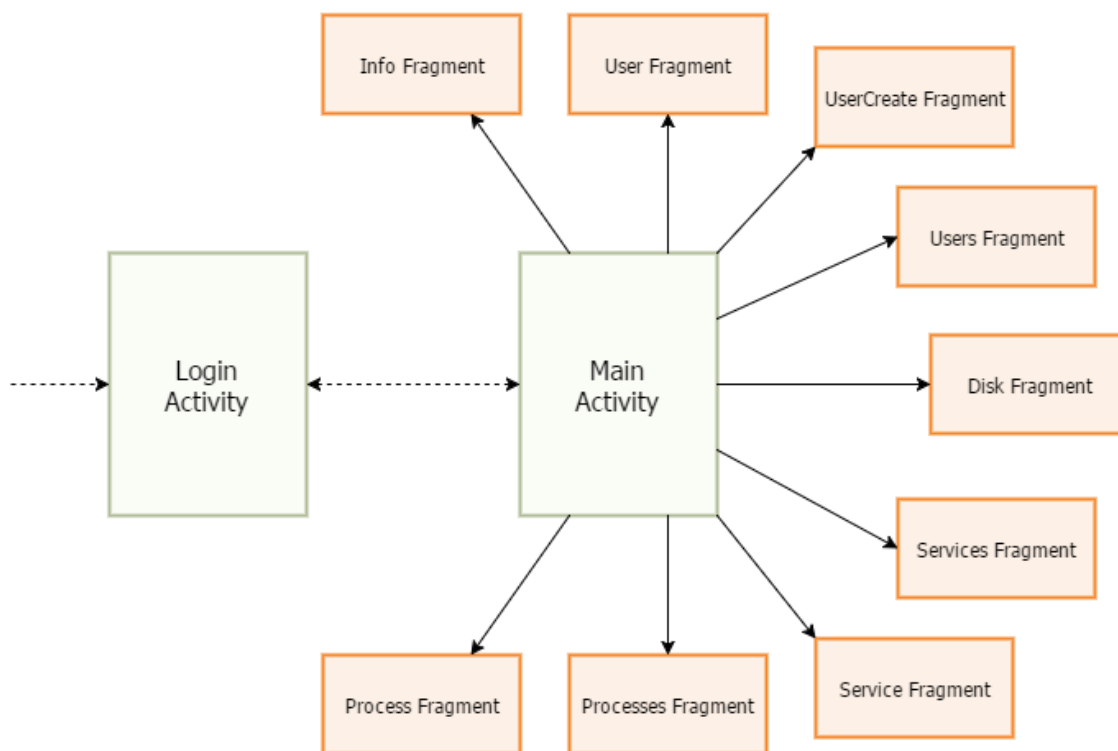 Info Fragment
User Fragment
UserCreate Fragment
Users Fragment
Login
Activity
Main
Activity
Disk Fragment
Services Fragment
Process Fragment
Processes Fragment
Service Fragment